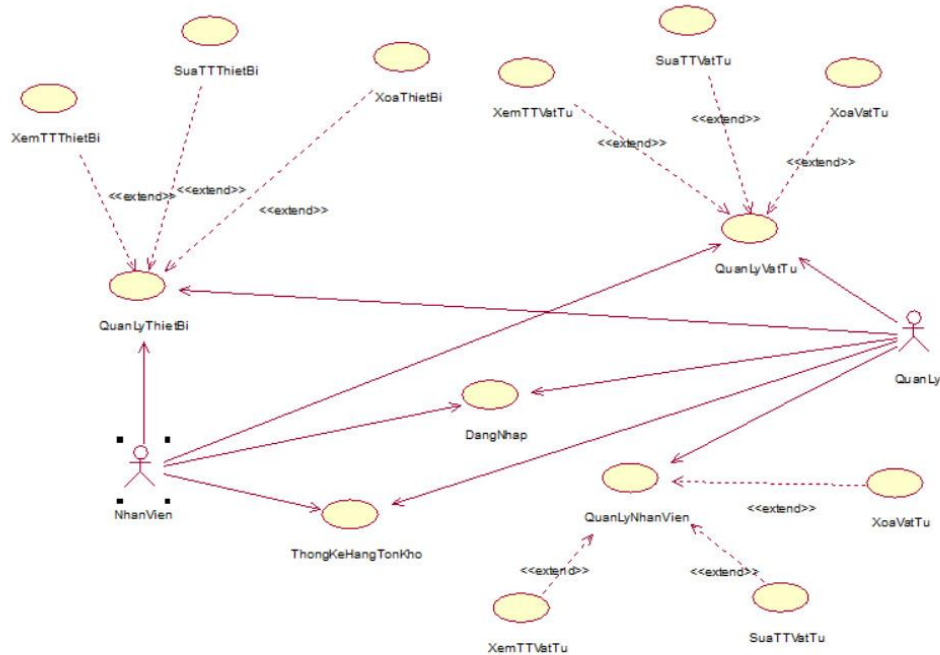 SuaTTThietBi
SuaTTVatTu
XoaThietBi
XemTTThietBi
XemTTVatTu
XoaVatTu
<<extend>>
<<extend>>
<<extend>>
<<extend>>
<<extend>>
<<extend>>
QuanLyVatTu
QuanLyThietBi
QuanLy
DangNhap
NhanVien
QuanLyNhanVien
<<extend>>
XoaVatTu
ThongKeHangTonKho
<<extend>>
<<extend>>
XemTTVatTu
SuaTTVatTu